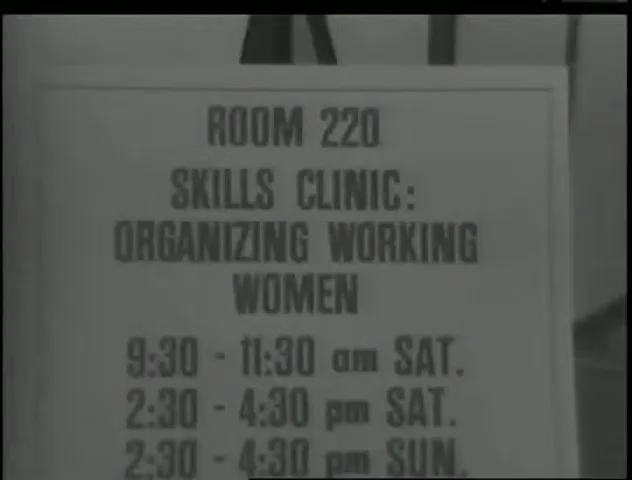 ROOM 220
SKILLS CLINIC:
ORGANIZING WORKING
WOMEN
9:30 - 11:30 am SAT.
2:30 - 4:30 pm SAT.
2:30 - 4:30 pm SUN.